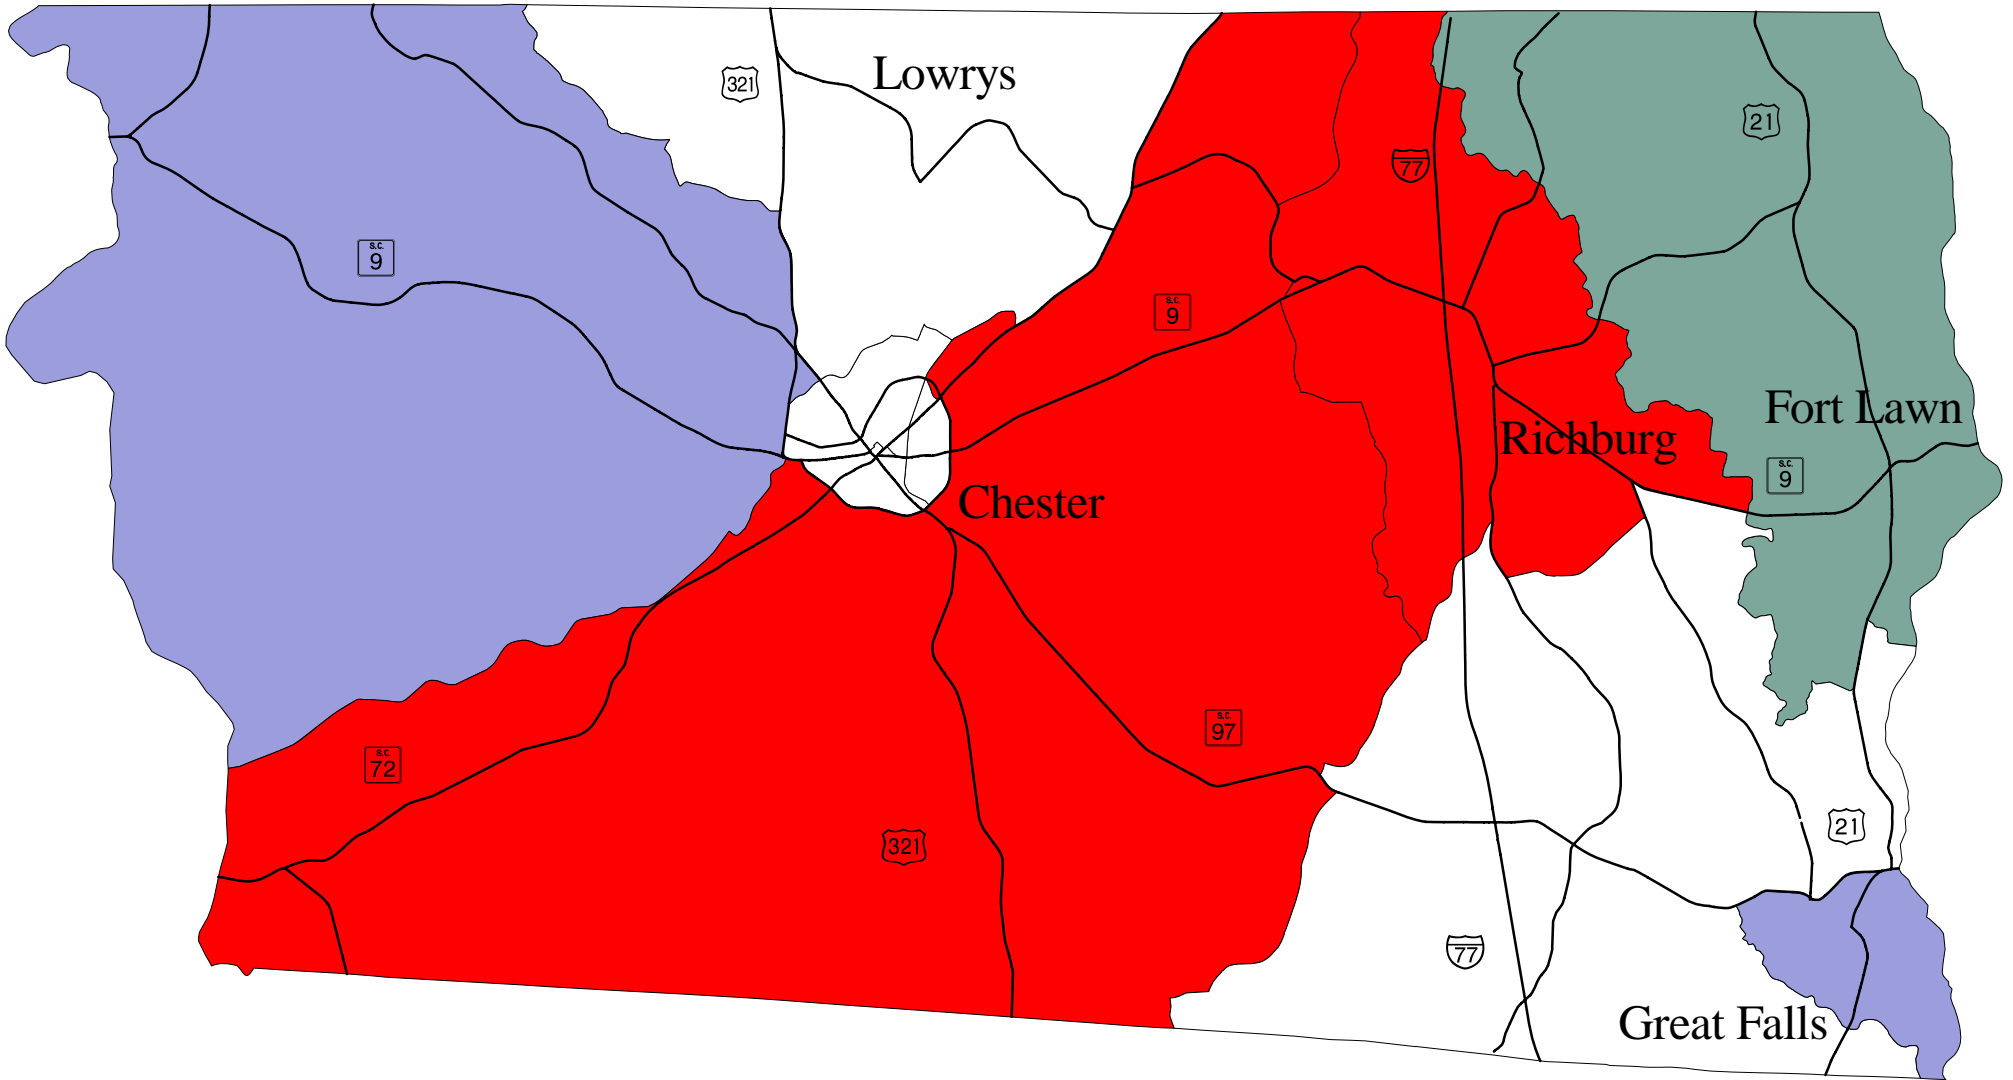 Lowrys
321
21
77
S.C.
9
S.C.
9
Fort Lawn
Richburg
S.C.
9
Chester
S.C.
97
S.C.
72
321
21
77
Great Falls